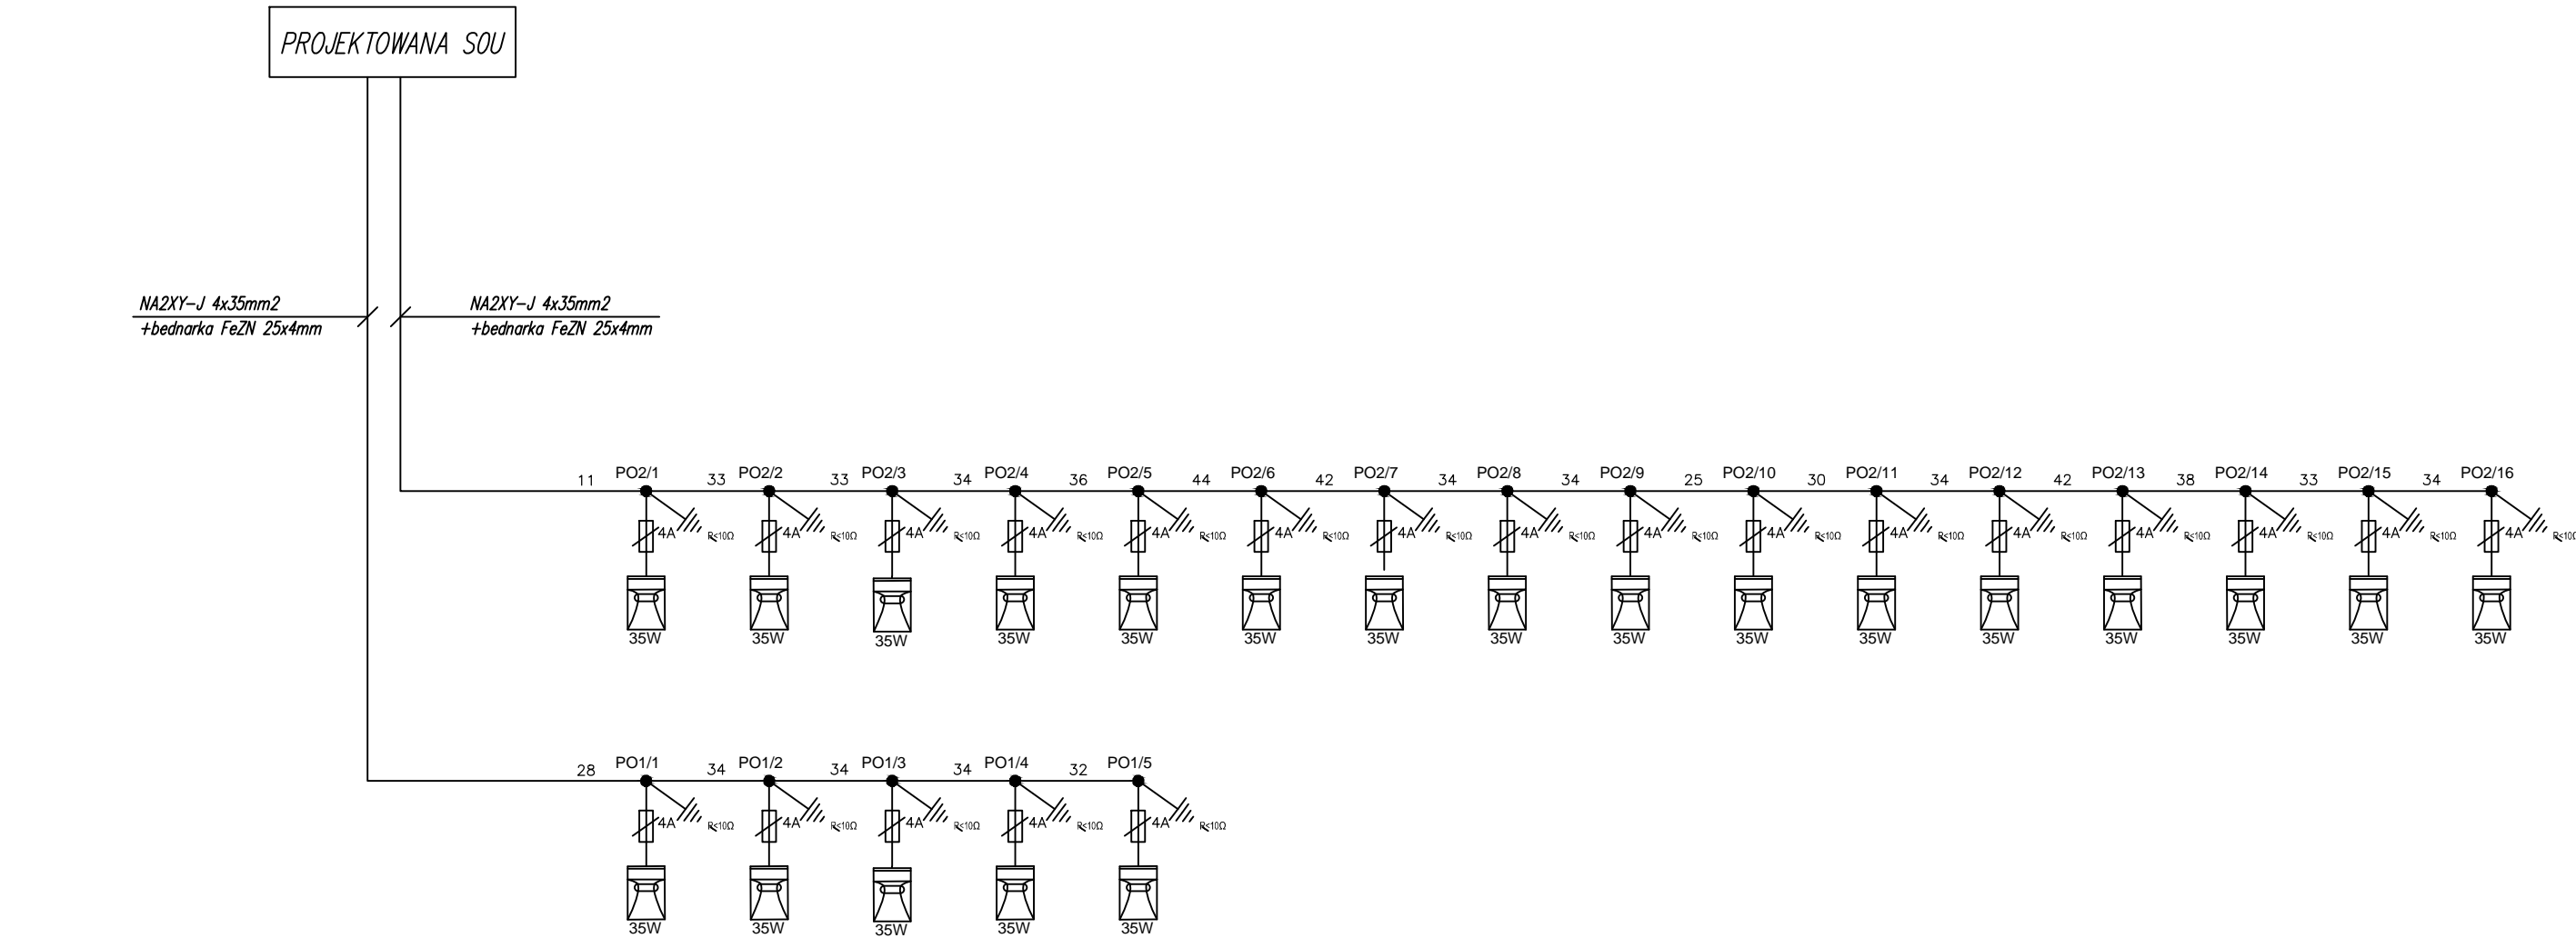 PROJEKTOWANA SOU
NA2XY-J 4x35mm2
+bednarka FeZN 25x4mm
NA2XY-J 4x35mm2
+bednarka FeZN 25x4mm
11 PO2/1 33 PO2/2 33 PO2/3 34 PO2/4 36 PO2/5 44 PO2/6 42 PO2/7 34 PO2/8 34 PO2/9 25 PO2/10 30 PO2/11 34 PO2/12 42 PO2/13 38 PO2/14 33 PO2/15 34 PO2/16
4A R<10Ω 4A R<10Ω 4A R<10Ω 4A R<10Ω 4A R<10Ω 4A R<10Ω 4A R<10Ω 4A R<10Ω 4A R<10Ω 4A R<10Ω 4A R<10Ω 4A R<10Ω 4A R<10Ω 4A R<10Ω 4A R<10Ω 4A R<10Ω
35W 35W 35W 35W 35W 35W 35W 35W 35W 35W 35W 35W 35W 35W 35W 35W
28 PO1/1 34 PO1/2 34 PO1/3 34 PO1/4 32 PO1/5
4A R<10Ω 4A R<10Ω 4A R<10Ω 4A R<10Ω 4A R<10Ω
35W 35W 35W 35W 35W